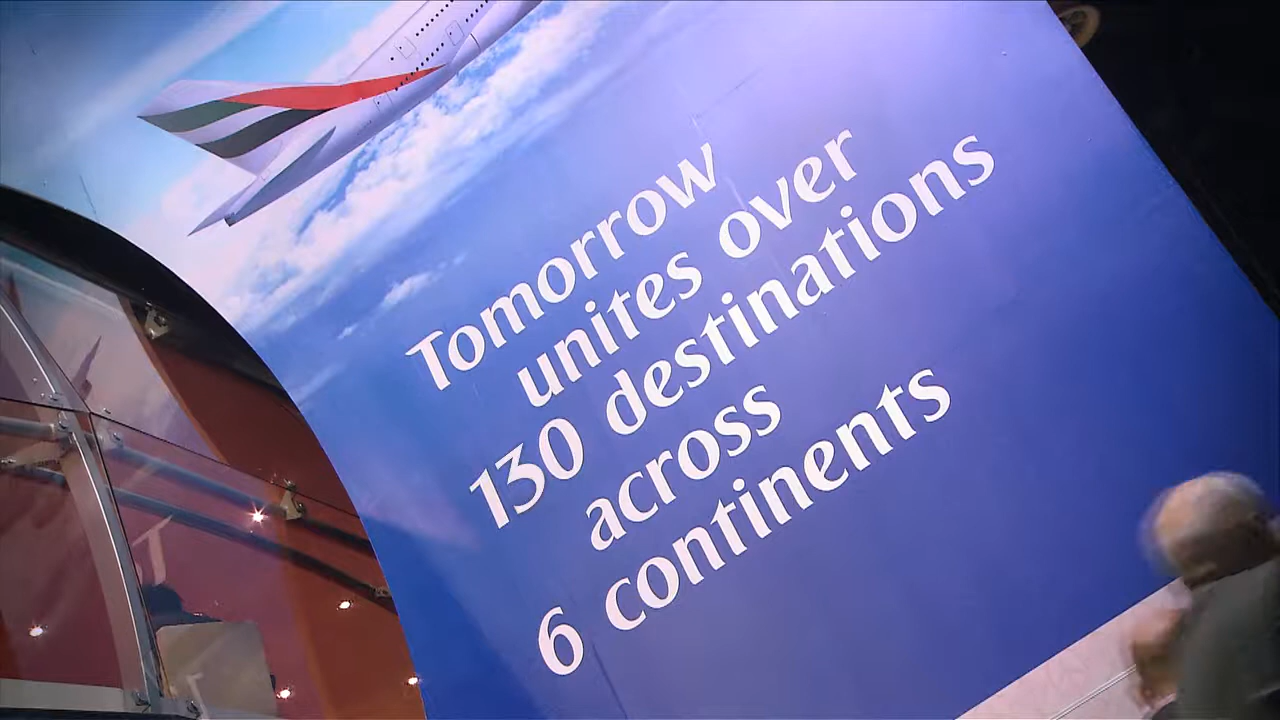 Tomorrow
unites over
130 destinations
across
6 continents